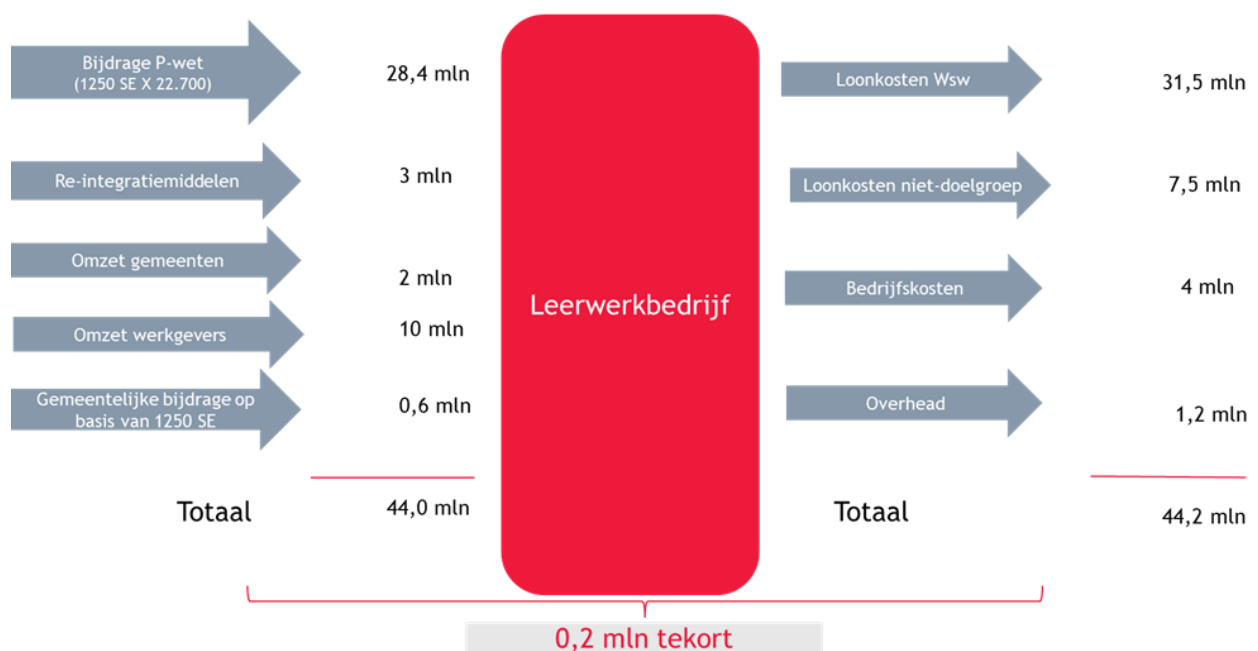 Bijdrage P-wet
(1250 SE X 22.700)
28,4 mln
Re-integratiemiddelen
3 mln
Omzet gemeenten
2 mln
Omzet werkgevers
10 mln
Gemeentelijke bijdrage op
basis van 1250 SE
0,6 mln
Totaal
44,0 mln
Leerwerkbedrijf
Loonkosten Wsw
31,5 mln
Loonkosten niet-doelgroep
7,5 mln
Bedrijfskosten
4 mln
Overhead
1,2 mln
Totaal
44,2 mln
0,2 mln tekort